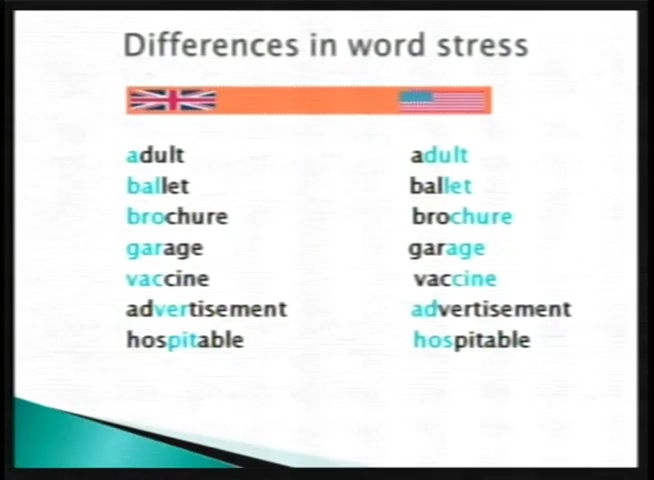 Differences in word stress
adult adult
ballet ballet
brochure brochure
garage garage
vaccine vaccine
advertisement advertisement
hospitable hospitable